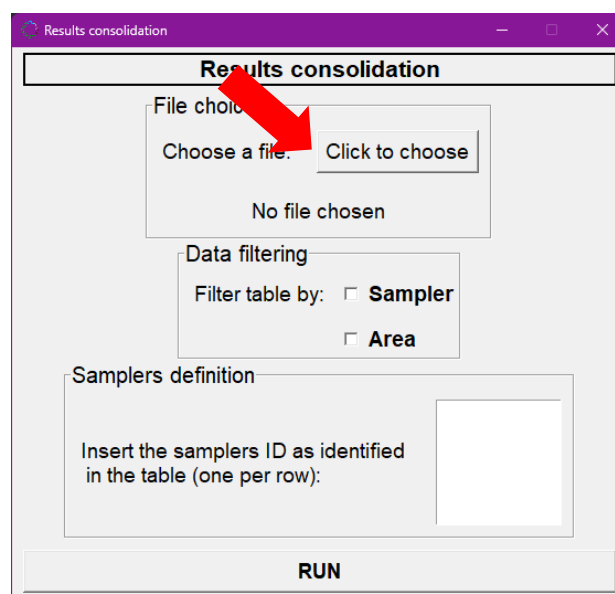 Results consolidation
Results consolidation
File choice
Choose a file: Click to choose
No file chosen
Data filtering
Filter table by: Sampler
Area
Samplers definition
Insert the samplers ID as identified
in the table (one per row):
RUN